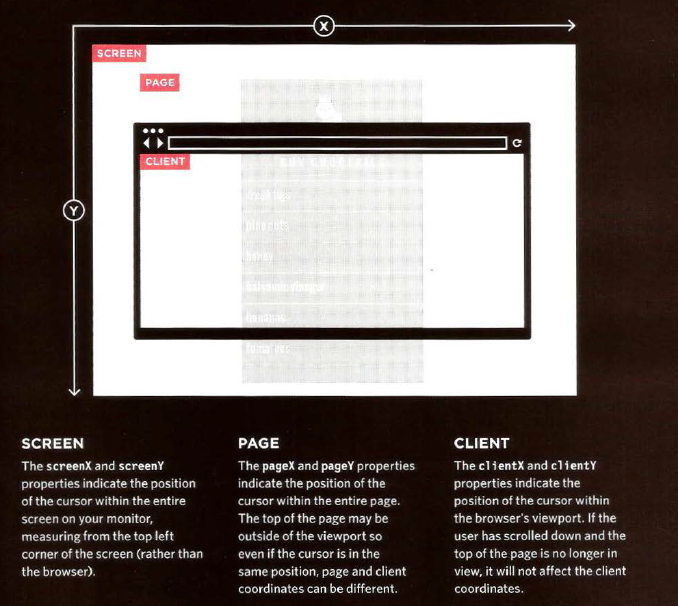 X
SCREEN
PAGE
CLIENT
Y
honey
balsamic vinegar
SCREEN
The screenX and screenY
properties indicate the position
of the cursor within the entire
screen on your monitor,
measuring from the top left
corner of the screen (rather than
the browser).
PAGE
The pageX and pageY properties
indicate the position of the
cursor within the entire page.
The top of the page may be
outside of the viewport so
even if the cursor is in the
same position, page and client
coordinates can be different.
CLIENT
The clientX and clientY
properties indicate the
position of the cursor within
the browser's viewport. If the
user has scrolled down and the
top of the page is no longer in
view, it will not affect the client
coordinates.